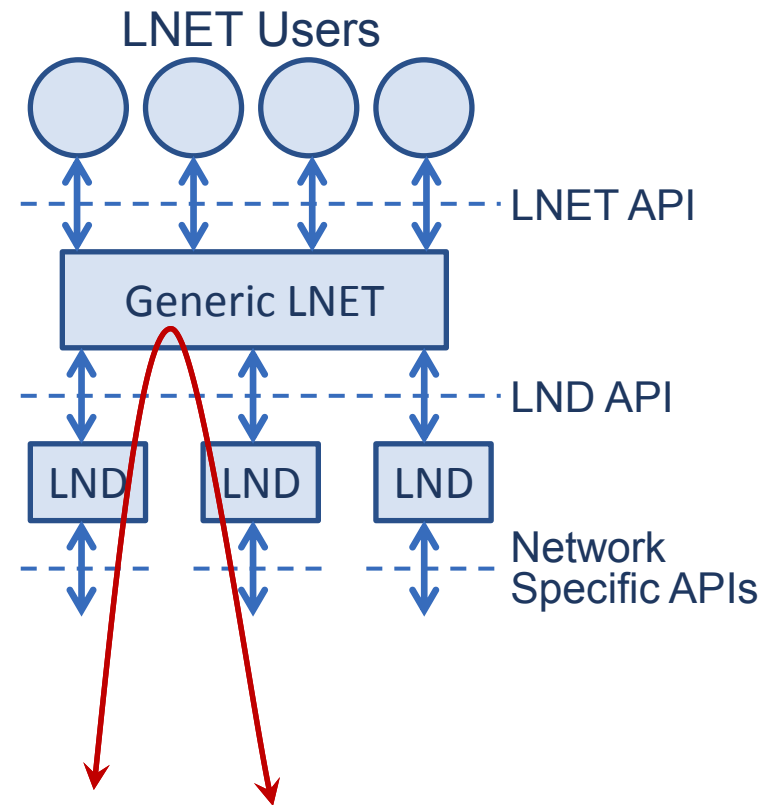 LNET Users
LNET API
Generic LNET
LND API
LND LND LND
Network
Specific APIs